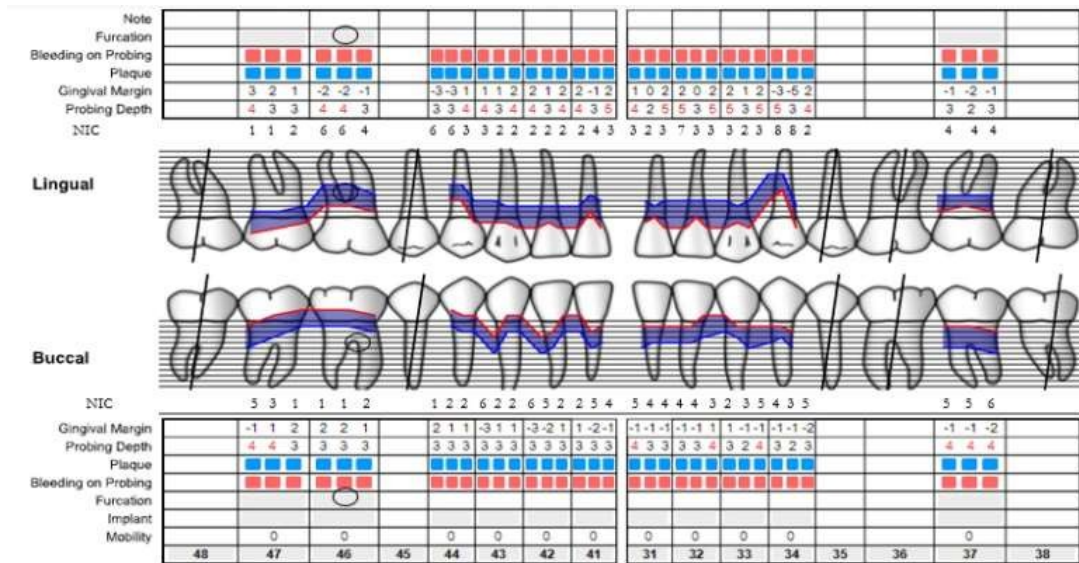 Note
Furcation
Bleeding on Probing
Plaque
Gingival Margin 3 2 1 -2 -2 -1 -3 -3 1 1 1 2 2 1 2 2 -1 2 1 0 2 2 0 2 2 1 2 -3 -5 2 -1 -2 -1
Probing Depth 4 3 3 4 4 3 3 3 4 4 3 4 4 3 4 4 3 5 4 2 5 5 3 5 5 3 5 5 3 4 3 2 3
NIC 1 1 2 6 6 4 6 6 3 3 2 2 2 2 2 2 4 3 3 2 3 7 3 3 3 2 3 8 8 2 4 4 4
Lingual
Buccal
NIC 5 3 1 1 1 2 1 2 2 6 2 2 6 5 2 2 5 4 5 4 4 4 4 3 2 3 5 4 3 5 5 5 6
Gingival Margin -1 1 2 2 2 1 2 1 1 -3 1 1 -3 -2 1 1 -2 -1 -1 -1 -1 -1 -1 1 1 -1 -1 -1 -1 -2 -1 -1 -2
Probing Depth 4 4 3 3 3 3 3 3 3 3 3 3 3 3 3 3 3 3 4 3 3 3 3 4 3 2 4 3 2 3 4 4 4
Plaque
Bleeding on Probing
Furcation
Implant
Mobility 0 0 0 0 0 0 0 0 0 0 0
48 47 46 45 44 43 42 41 31 32 33 34 35 36 37 38